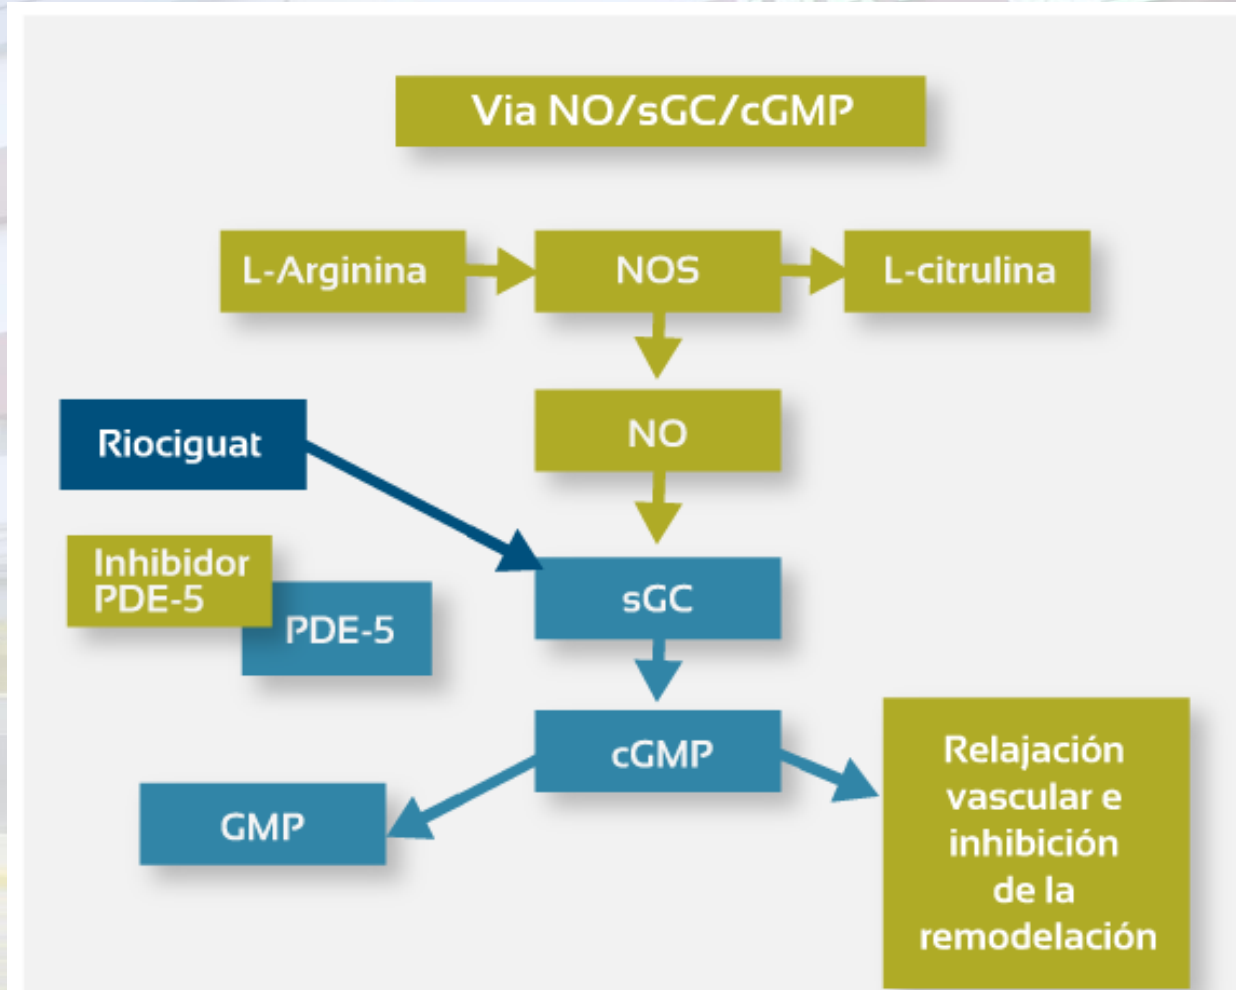 Via NO/sGC/cGMP
L-Arginina
NOS
L-citrulina
NO
Riociguat
Inhibidor
PDE-5
PDE-5
sGC
cGMP
GMP
Relajación
vascular e
inhibición
de la
remodelación